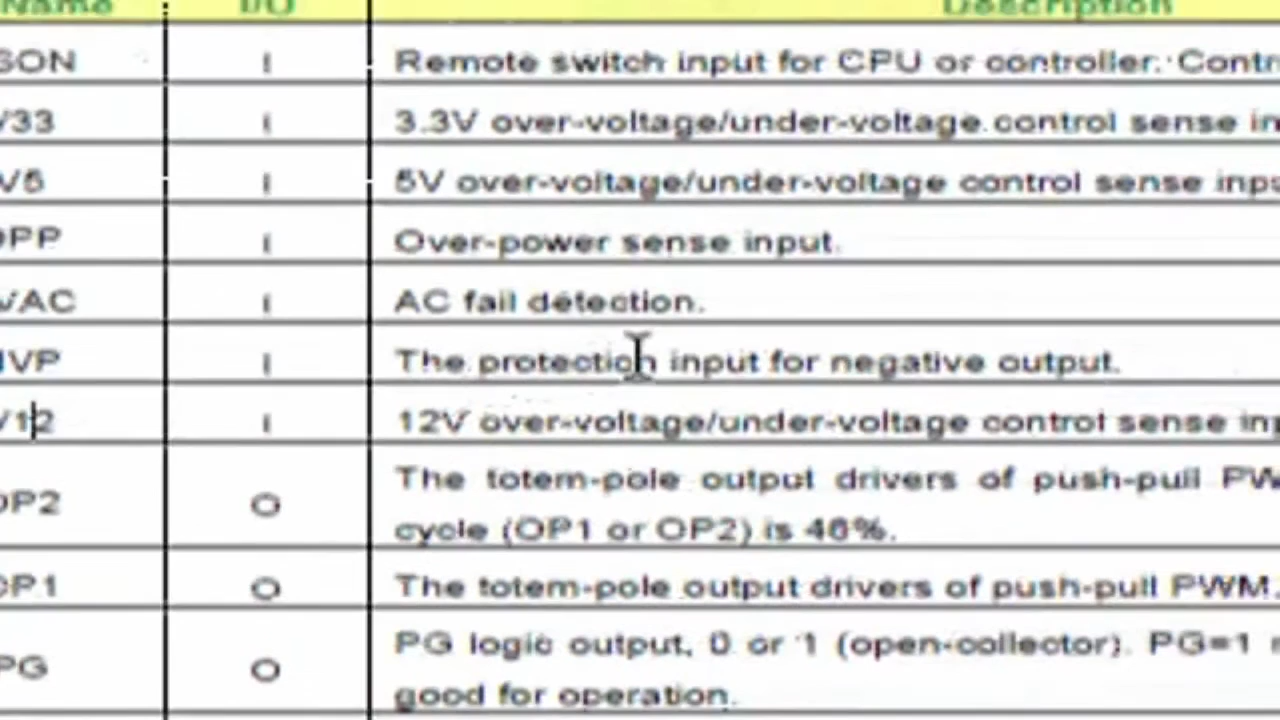 Name I/O Description
SON I Remote switch input for CPU or controller. Contr
V33 I 3.3V over-voltage/under-voltage control sense in
V5 I 5V over-voltage/under-voltage control sense inp
OPP I Over-power sense input.
VAC I AC fail detection.
NVP I The protection input for negative output.
V12 I 12V over-voltage/under-voltage control sense inp
OP2 O The totem-pole output drivers of push-pull PW
cycle (OP1 or OP2) is 46%.
OP1 O The totem-pole output drivers of push-pull PWM.
PG O PG logic output, 0 or 1 (open-collector). PG=1
good for operation.